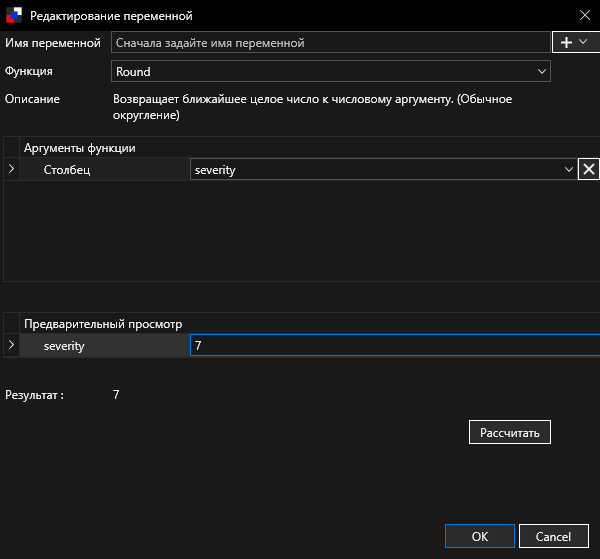 Редактирование переменной
Имя переменной Сначала задайте имя переменной
Функция Round
Описание Возвращает ближайшее целое число к числовому аргументу. (Обычное
округление)
Аргументы функции
Столбец severity
Предварительный просмотр
severity 7
Результат : 7
Рассчитать
OK Cancel